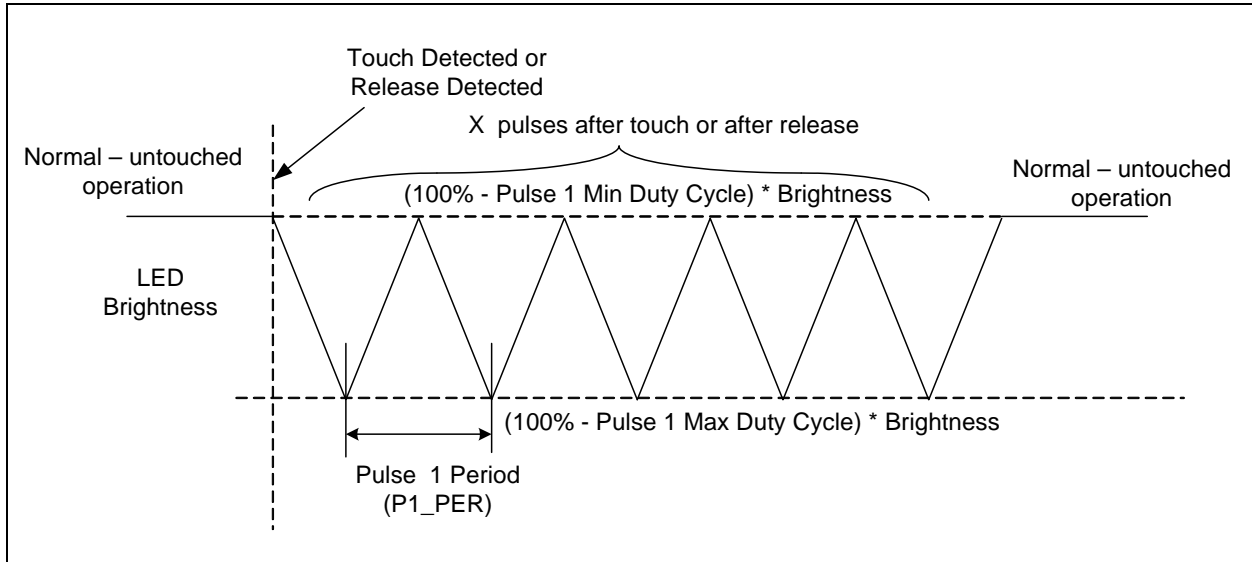 Touch Detected or
Release Detected
X pulses after touch or after release
Normal – untouched
operation
(100% - Pulse 1 Min Duty Cycle) * Brightness
Normal – untouched
operation
LED
Brightness
(100% - Pulse 1 Max Duty Cycle) * Brightness
Pulse 1 Period
(P1_PER)